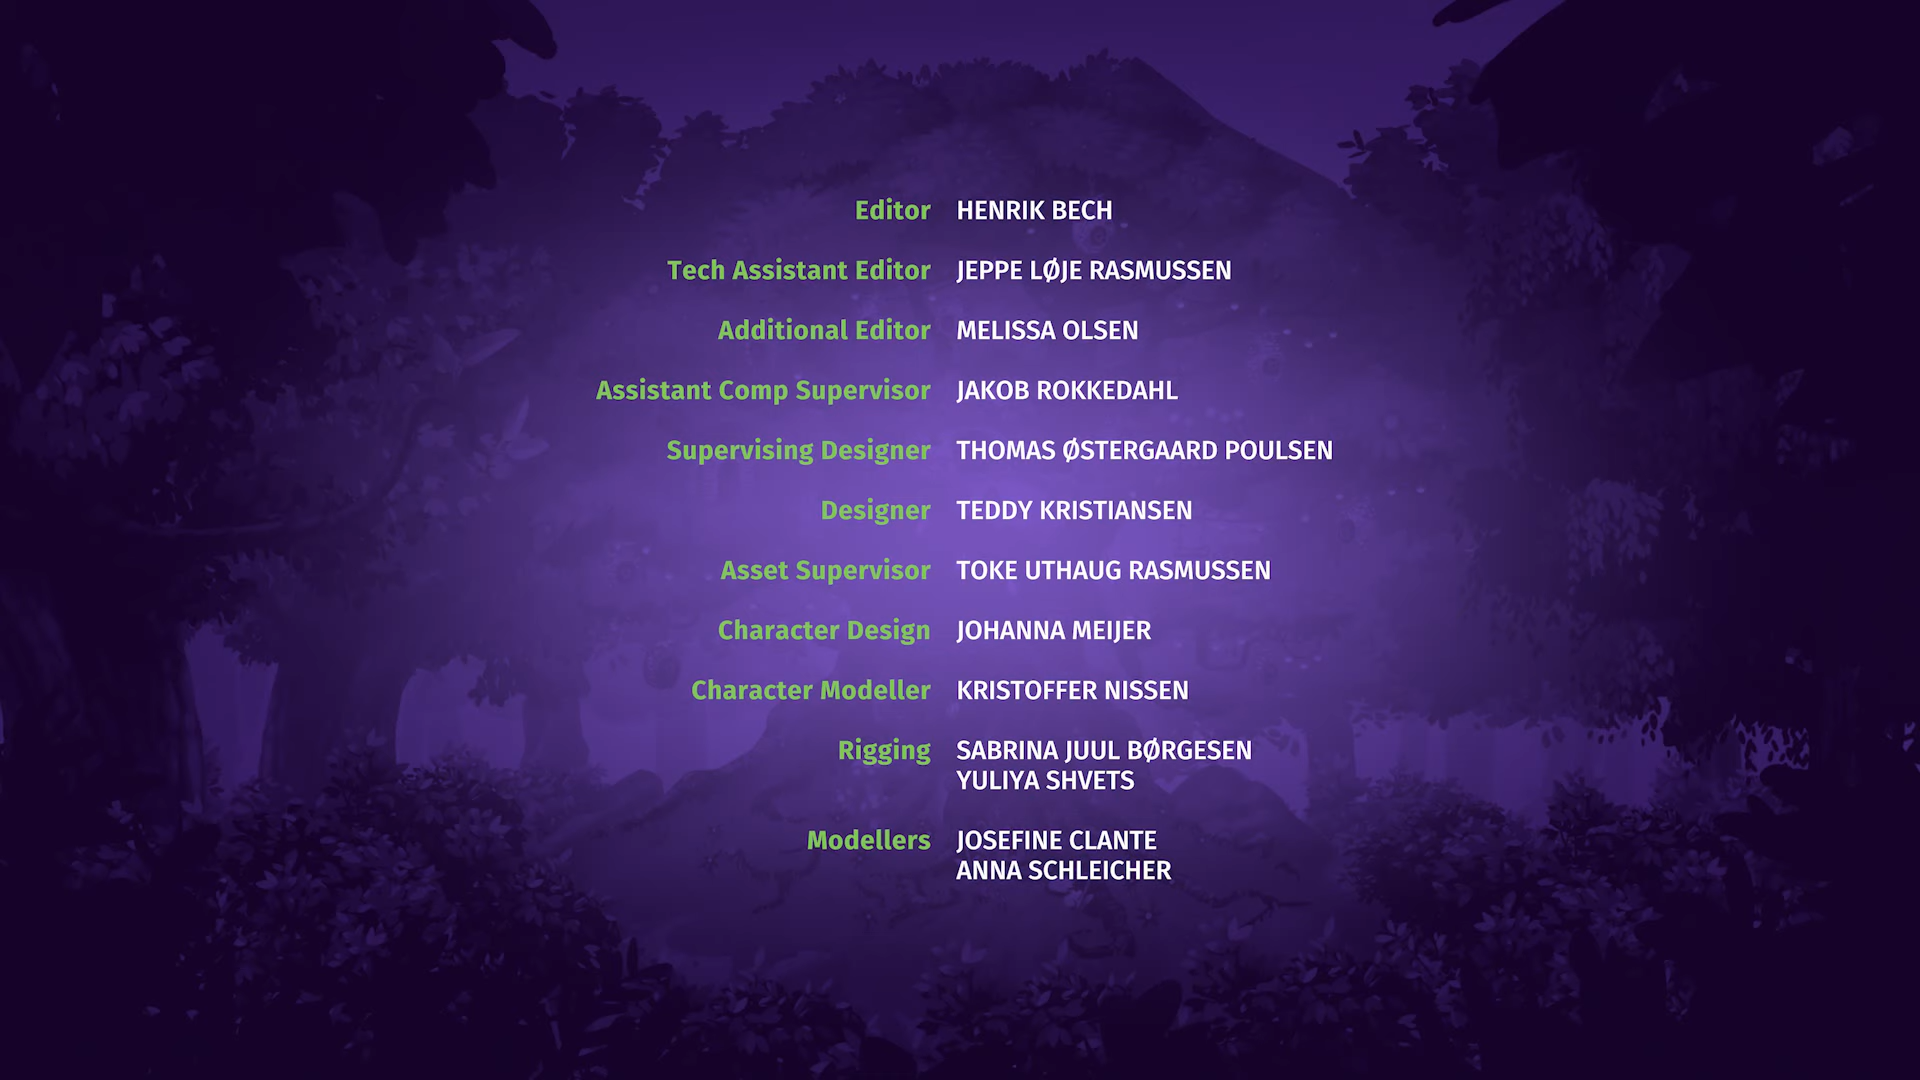 Editor HENRIK BECH
Tech Assistant Editor JEPPE LØJE RASMUSSEN
Additional Editor MELISSA OLSEN
Assistant Comp Supervisor JAKOB ROKKEDAHL
Supervising Designer THOMAS ØSTERGAARD POULSEN
Designer TEDDY KRISTIANSEN
Asset Supervisor TOKE UTHAUG RASMUSSEN
Character Design JOHANNA MEIJER
Character Modeller KRISTOFFER NISSEN
Rigging SABRINA JUUL BØRGESEN
YULIYA SHVETS
Modellers JOSEFINE CLANTE
ANNA SCHLEICHER